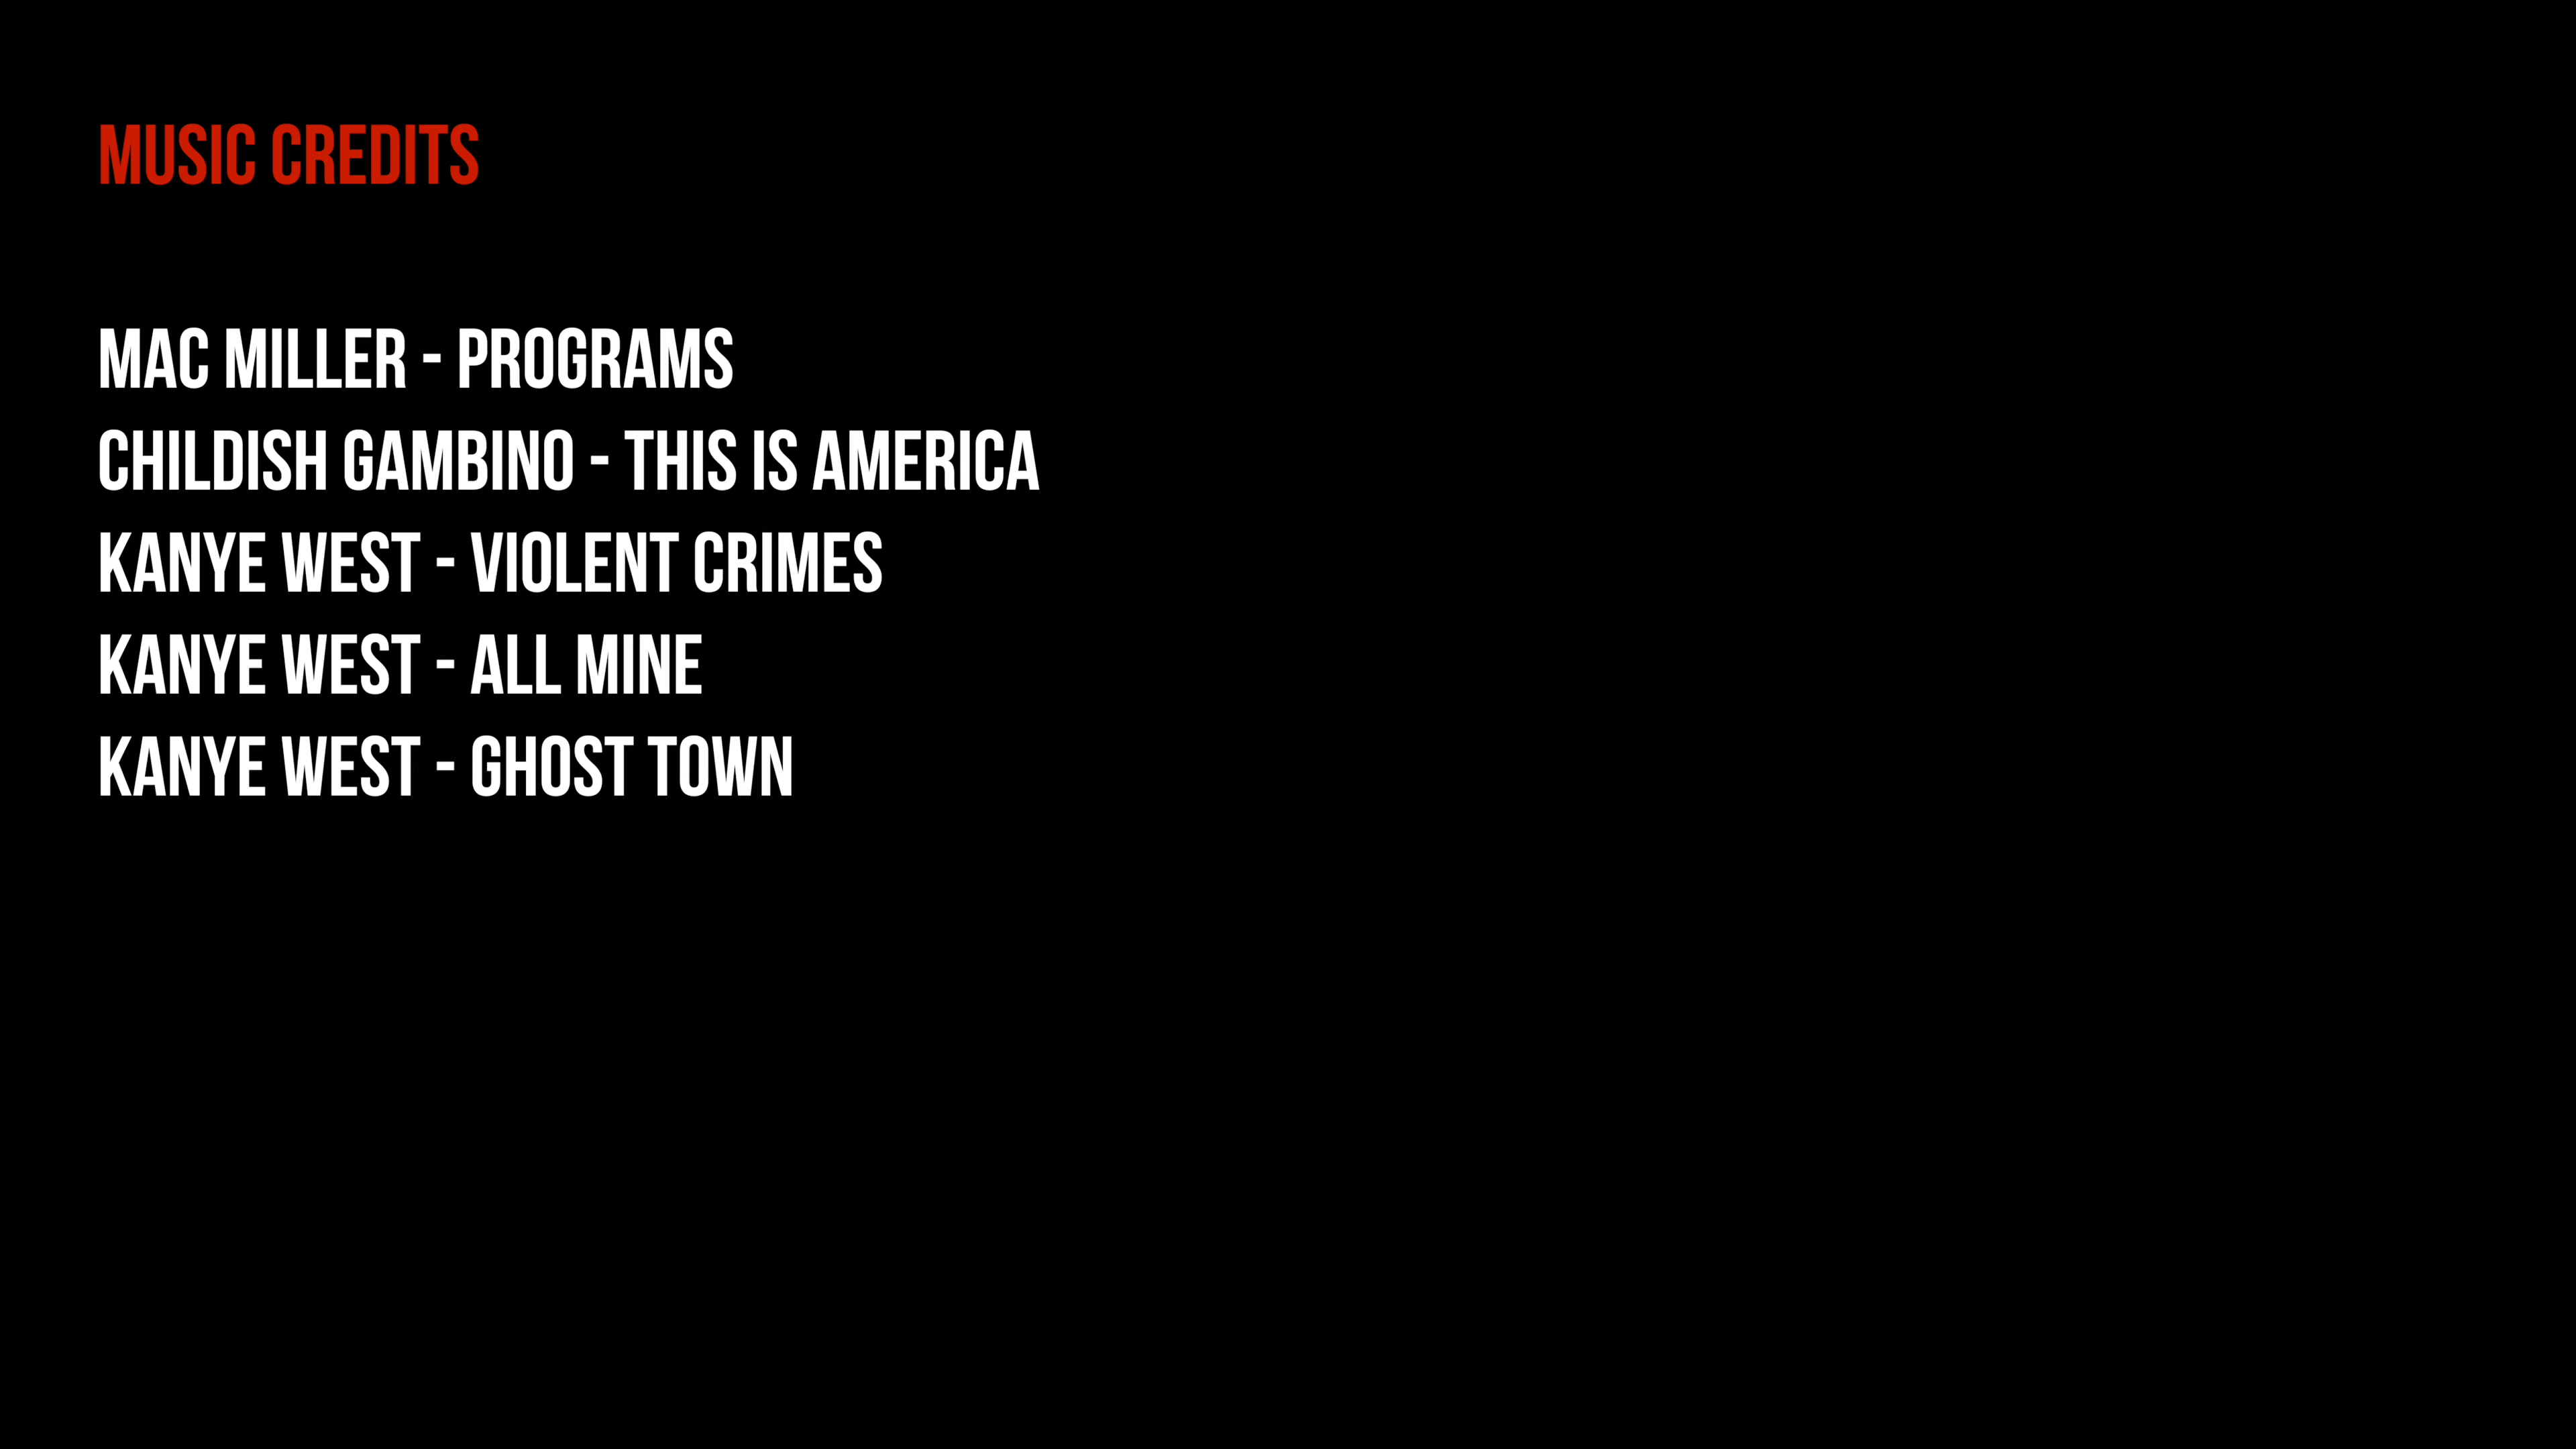 MUSIC CREDITS
MAC MILLER - PROGRAMS
CHILDISH GAMBINO - THIS IS AMERICA
KANYE WEST - VIOLENT CRIMES
KANYE WEST - ALL MINE
KANYE WEST - GHOST TOWN